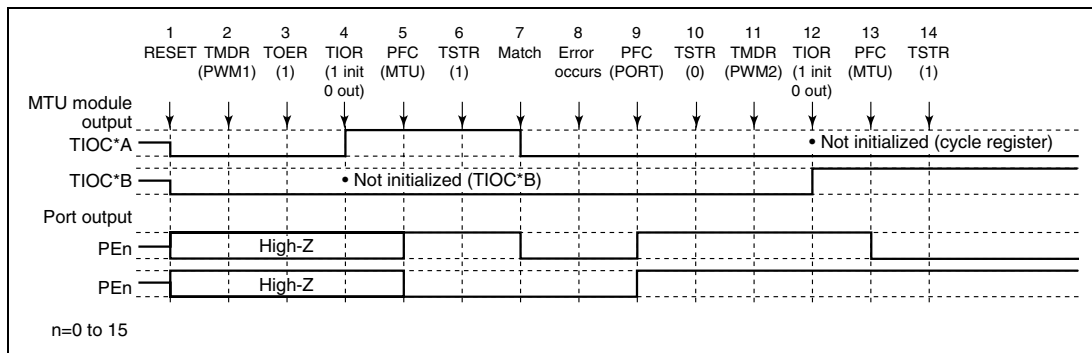 1 2 3 4 5 6 7 8 9 10 11 12 13 14
RESET TMDR TOER TIOR PFC TSTR Match Error PFC TSTR TMDR TIOR PFC TSTR
(PWM1) (1) (1 init (MTU) (1) occurs (PORT) (0) (PWM2) (1 init (MTU) (1)
0 out) 0 out)
MTU module
output
TIOC*A
• Not initialized (cycle register)
TIOC*B
• Not initialized (TIOC*B)
Port output
PEn
High-Z
PEn
High-Z
n=0 to 15